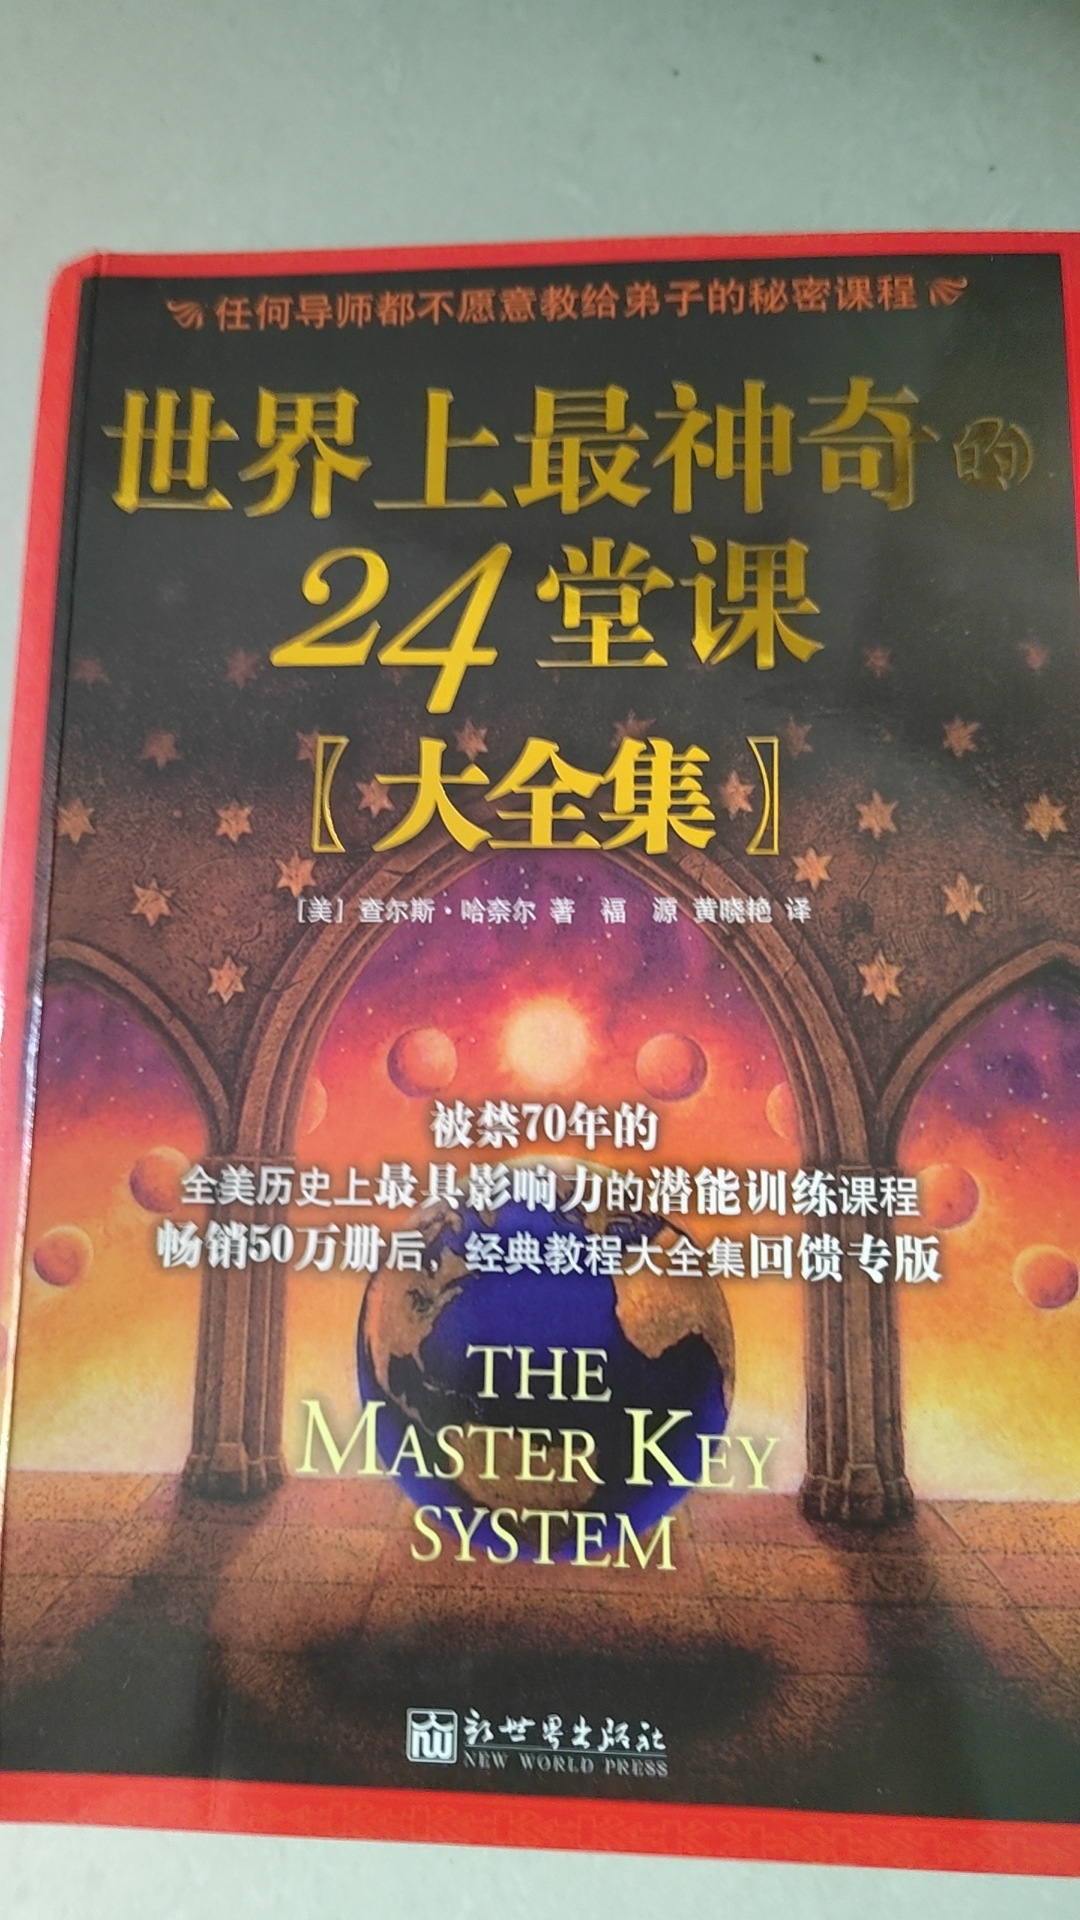 任何导师都不愿意教给弟子的秘密课程
世界上最神奇的
24堂课
〖大全集〗
[美] 查尔斯·哈奈尔 著 福 源 黄晓艳 译
被禁70年的
全美历史上最具影响力的潜能训练课程
畅销50万册后，经典教程大全集回馈专版
THE
MASTER KEY
SYSTEM
新世界出版社
NEW WORLD PRESS